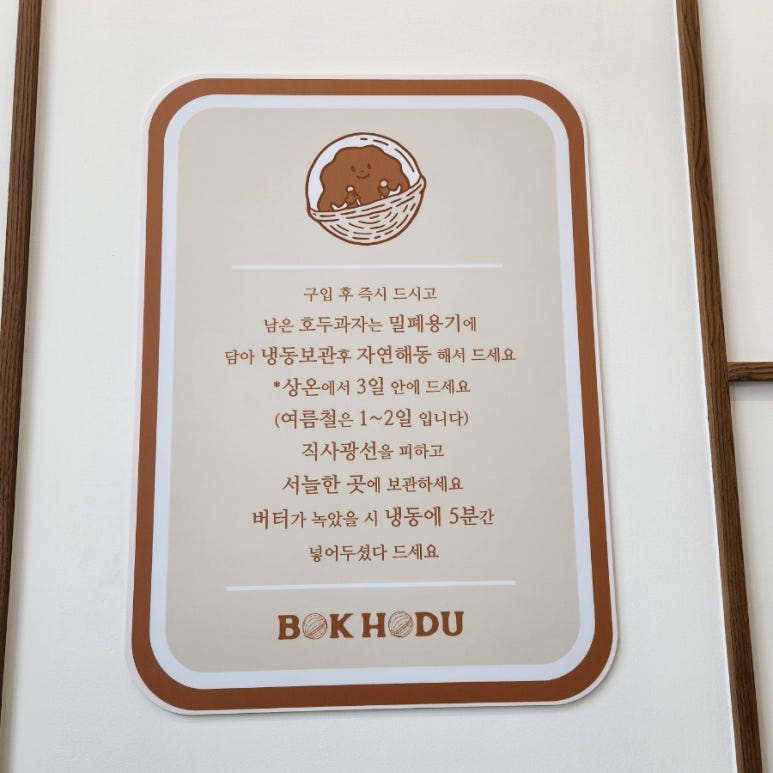 구입 후 즉시 드시고
남은 호두과자는 밀폐용기에
담아 냉동보관후 자연해동 해서 드세요
*상온에서 3일 안에 드세요
(여름철은 1~2일 입니다)
직사광선을 피하고
서늘한 곳에 보관하세요
버터가 녹았을 시 냉동에 5분간
넣어두셨다 드세요
BOK HODU